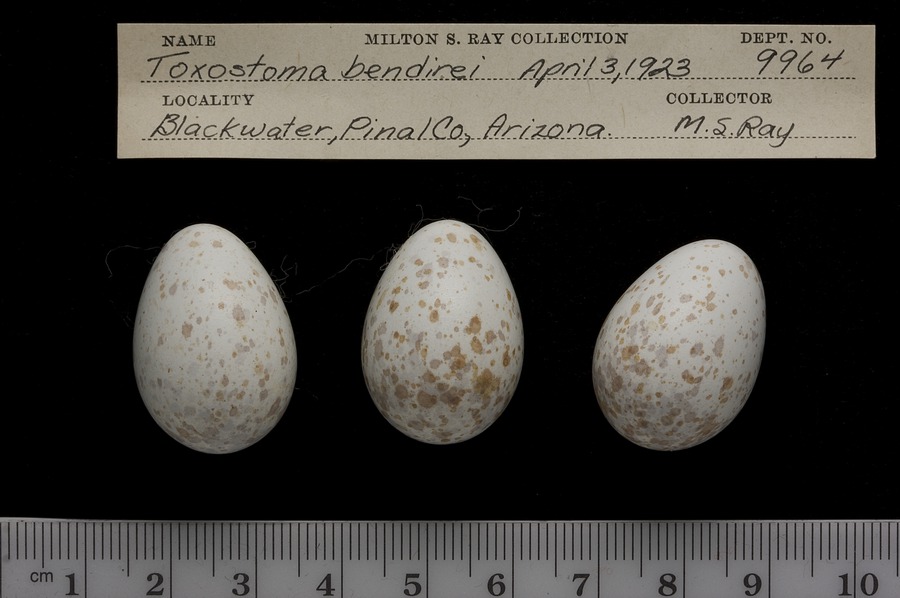 NAME MILTON S. RAY COLLECTION DEPT. NO.
Toxostoma bendirei April 3, 1923 9964
LOCALITY COLLECTOR
Blackwater, Pinal Co, Arizona. M.S. Ray
cm 1 2 3 4 5 6 7 8 9 10